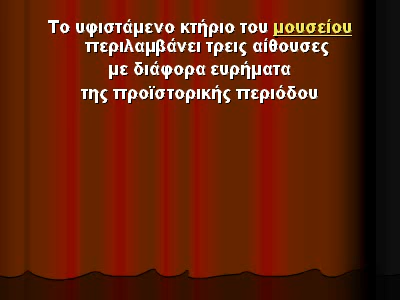 Το υφιστάμενο κτήριο του μουσείου
περιλαμβάνει τρεις αίθουσες
με διάφορα ευρήματα
της προϊστορικής περιόδου